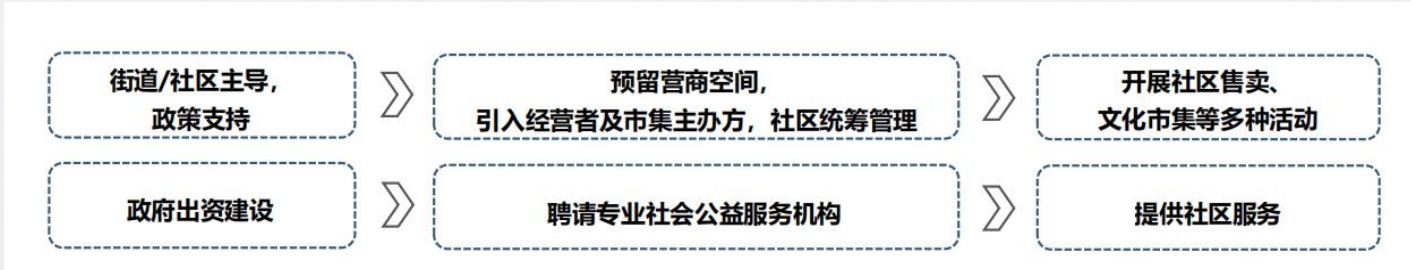 街道/社区主导，
政策支持
预留营商空间，
引入经营者及市集主办方，社区统筹管理
开展社区售卖、
文化市集等多种活动
政府出资建设
聘请专业社会公益服务机构
提供社区服务